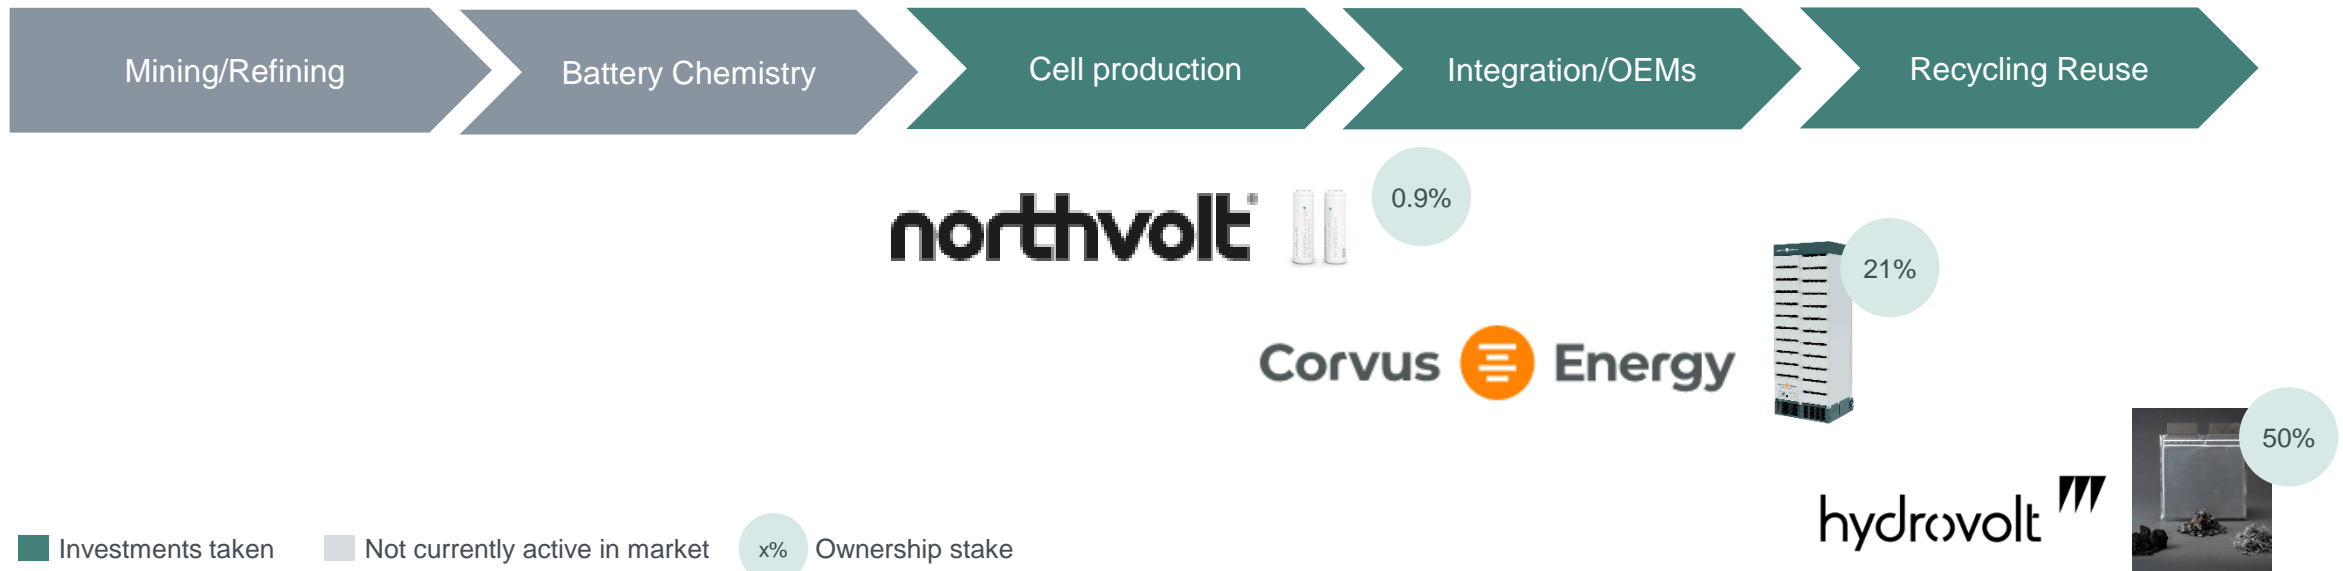 Mining/Refining
Battery Chemistry
Cell production
Integration/OEMs
Recycling Reuse
northvolt
0.9%
21%
Corvus Energy
50%
hydrovolt
Investments taken
Not currently active in market
x%
Ownership stake